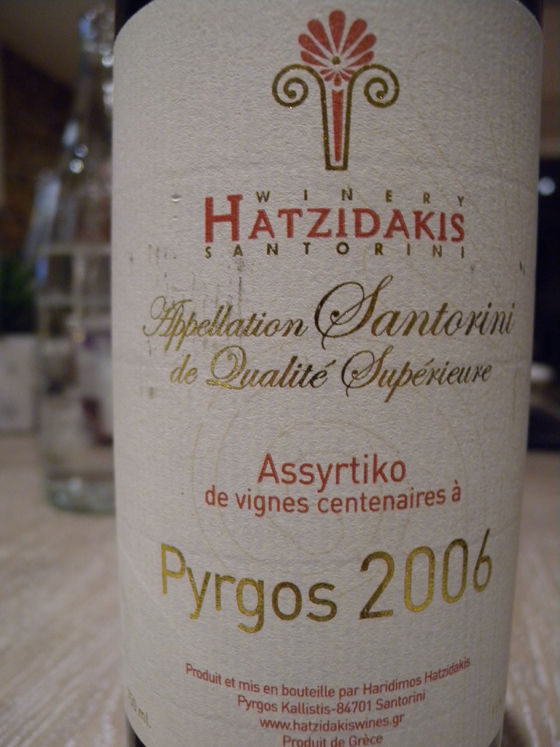 WINERY
HATZIDAKIS
SANTORINI
Appellation Santorini
de Qualité Supérieure
Assyrtiko
de vignes centenaires à
Pyrgos 2006
Produit et mis en bouteille par Haridimos Hatzidakis
Pyrgos Kallistis-84701 Santorini
www.hatzidakiswines.gr
Produit de Grèce
ml